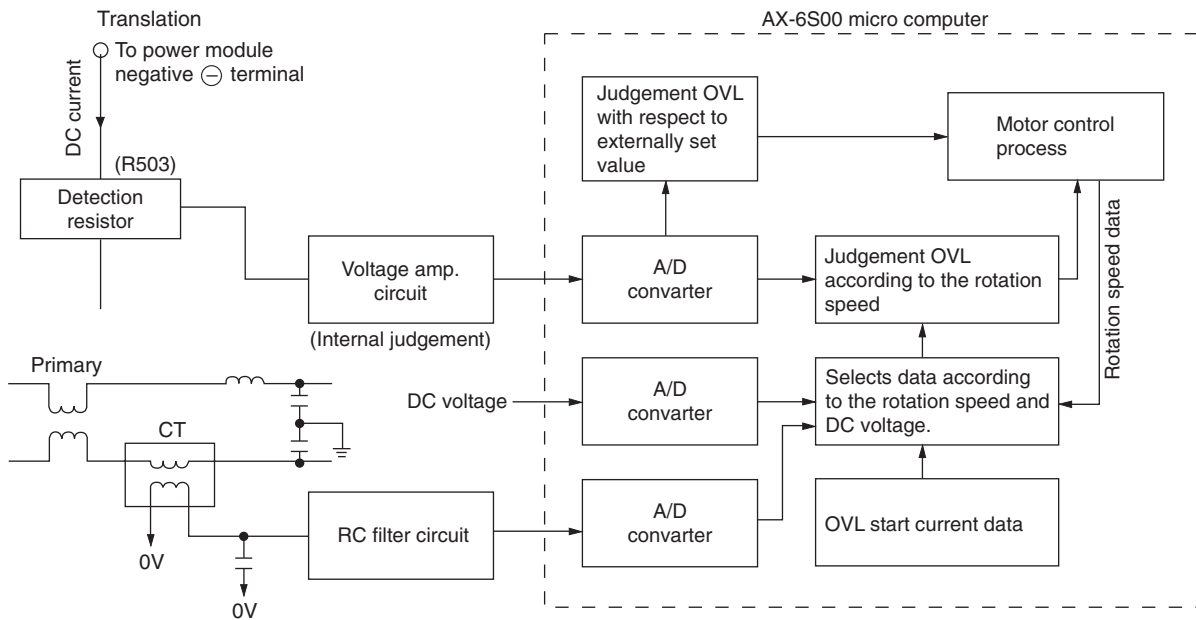 Translation
To power module
negative ⊖ terminal
DC current
(R503)
Detection
resistor
Voltage amp.
circuit
(Internal judgement)
Primary
CT
0V
0V
RC filter circuit
DC voltage
AX-6S00 micro computer
Judgement OVL
with respect to
externally set
value
Motor control
process
A/D
convarter
Judgement OVL
according to the rotation
speed
Rotation speed data
A/D
converter
Selects data according
to the rotation speed and
DC voltage.
A/D
converter
OVL start current data